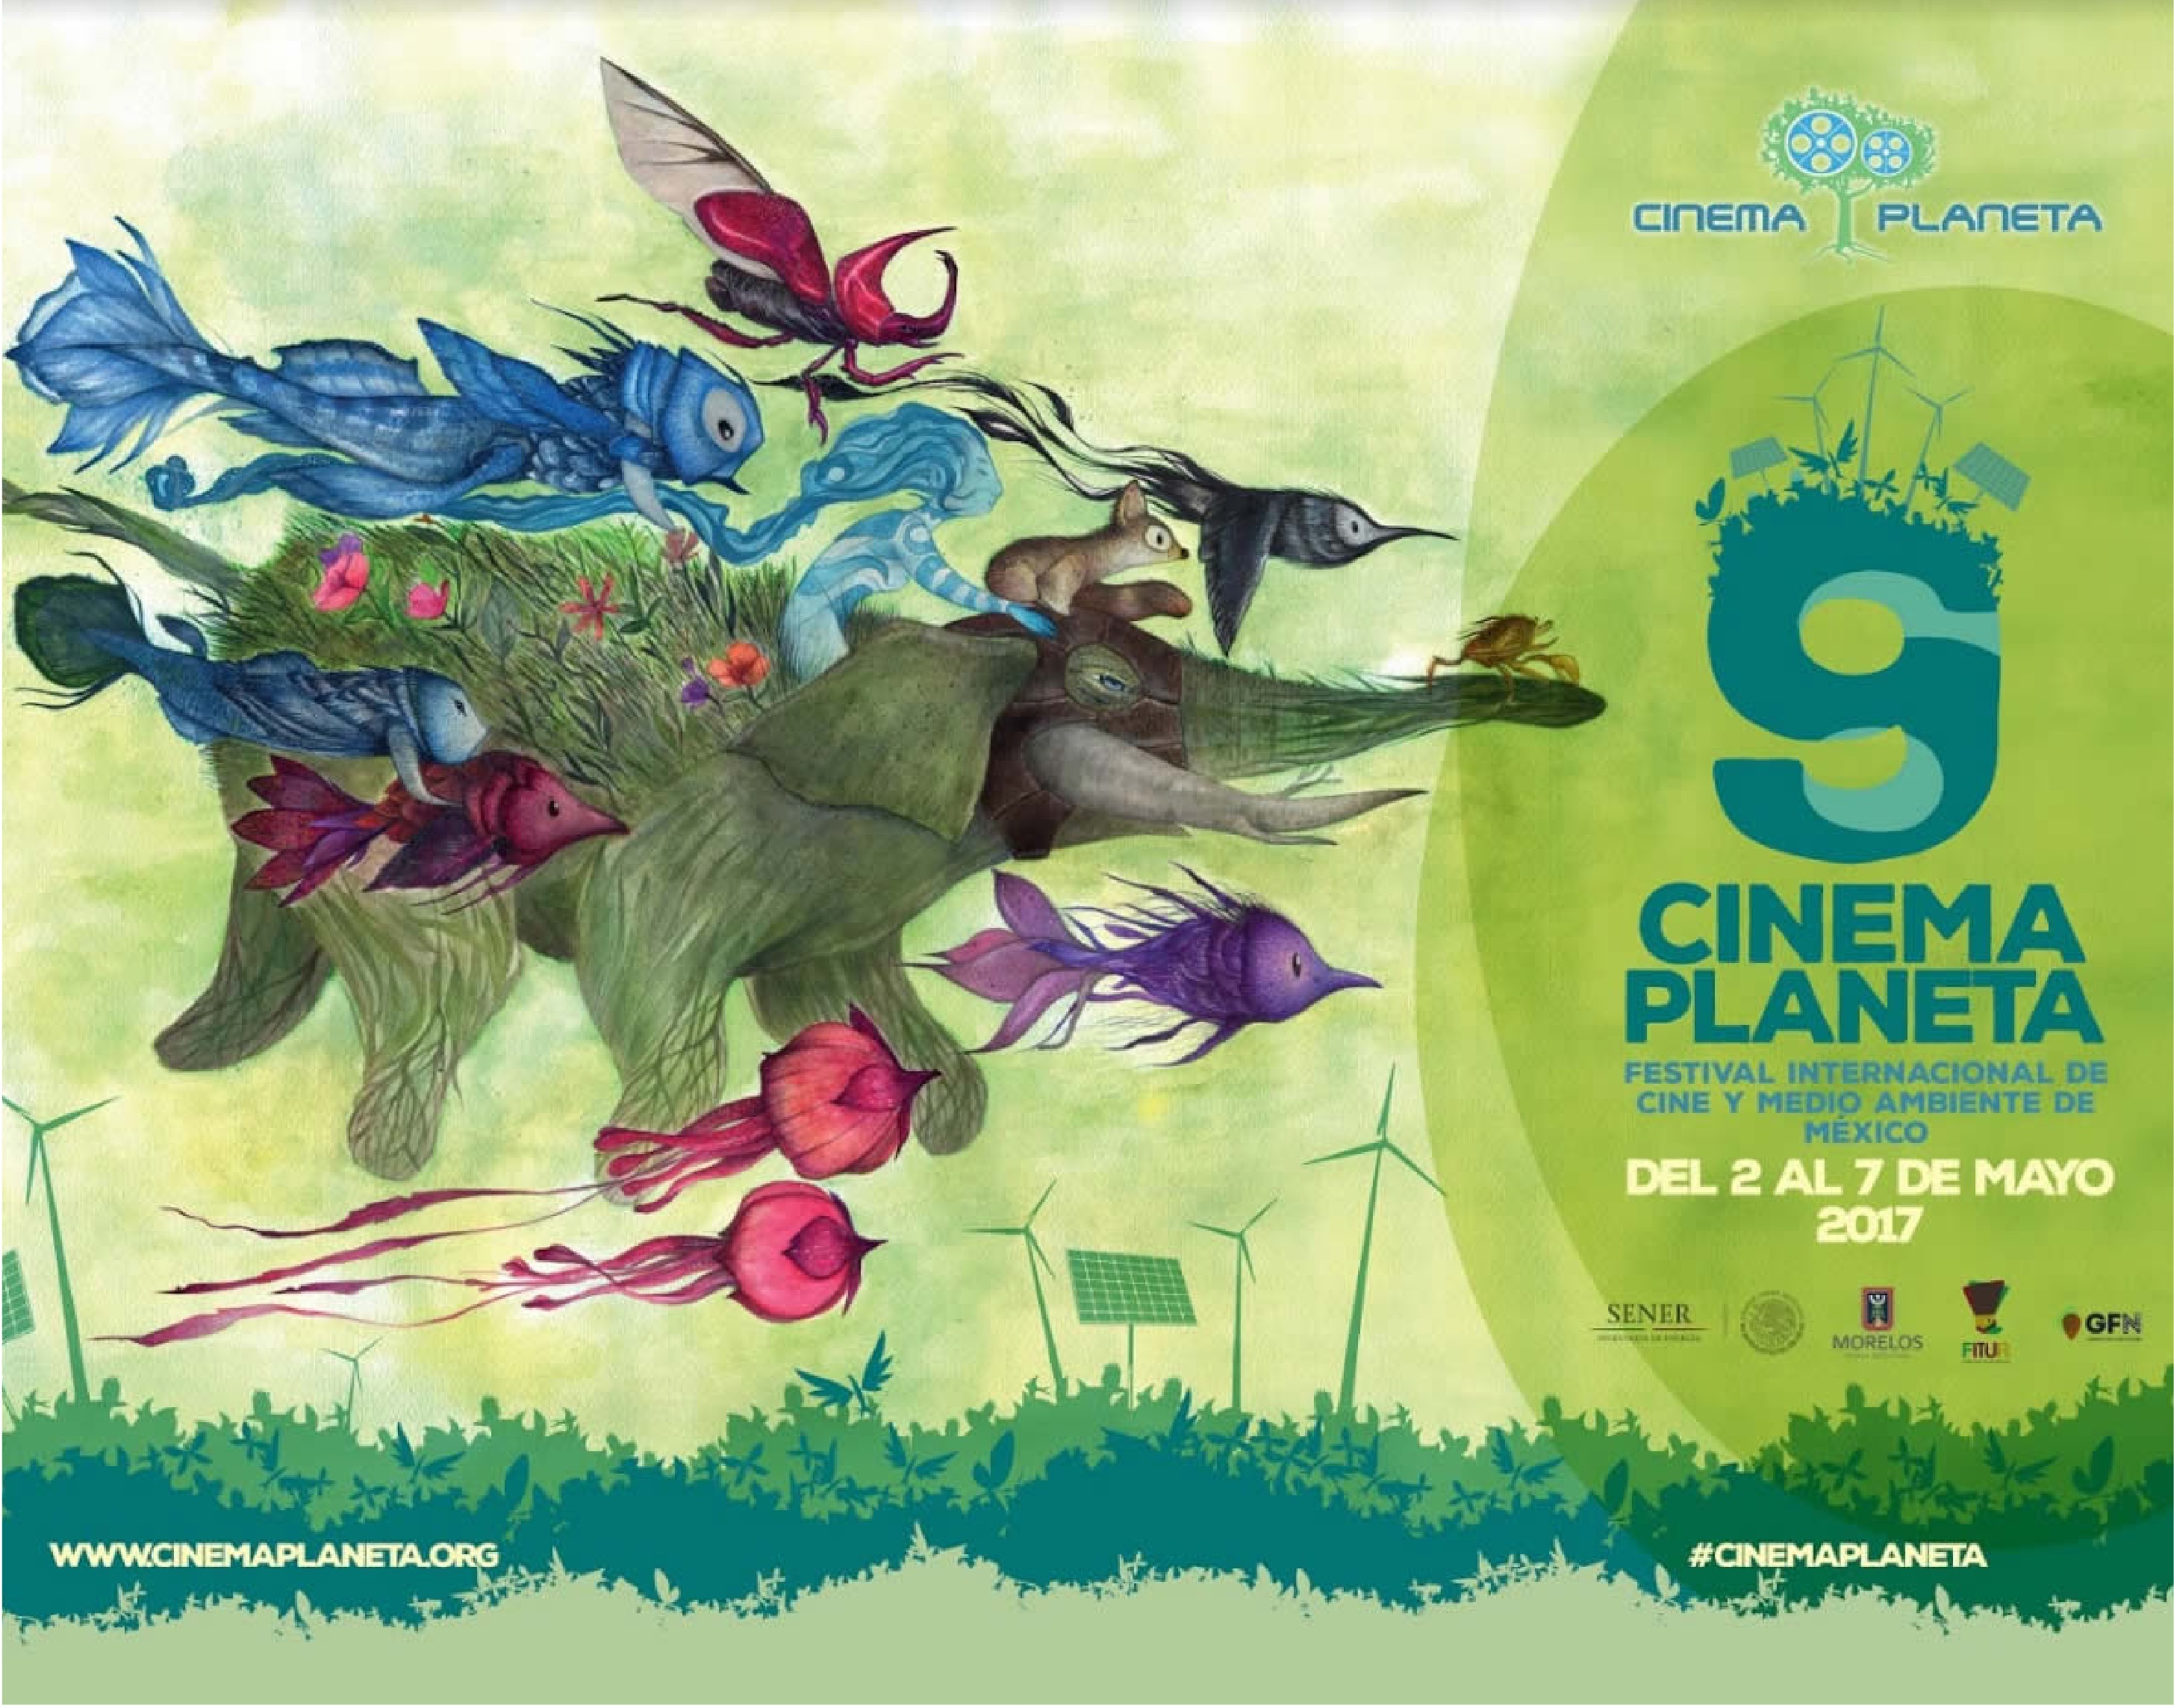 CINEMA PLANETA
9
CINEMA
PLANETA
FESTIVAL INTERNACIONAL DE
CINE Y MEDIO AMBIENTE DE
MÉXICO
DEL 2 AL 7 DE MAYO
2017
SENER
MORELOS
FITUR
GFN
WWW.CINEMAPLANETA.ORG
#CINEMAPLANETA